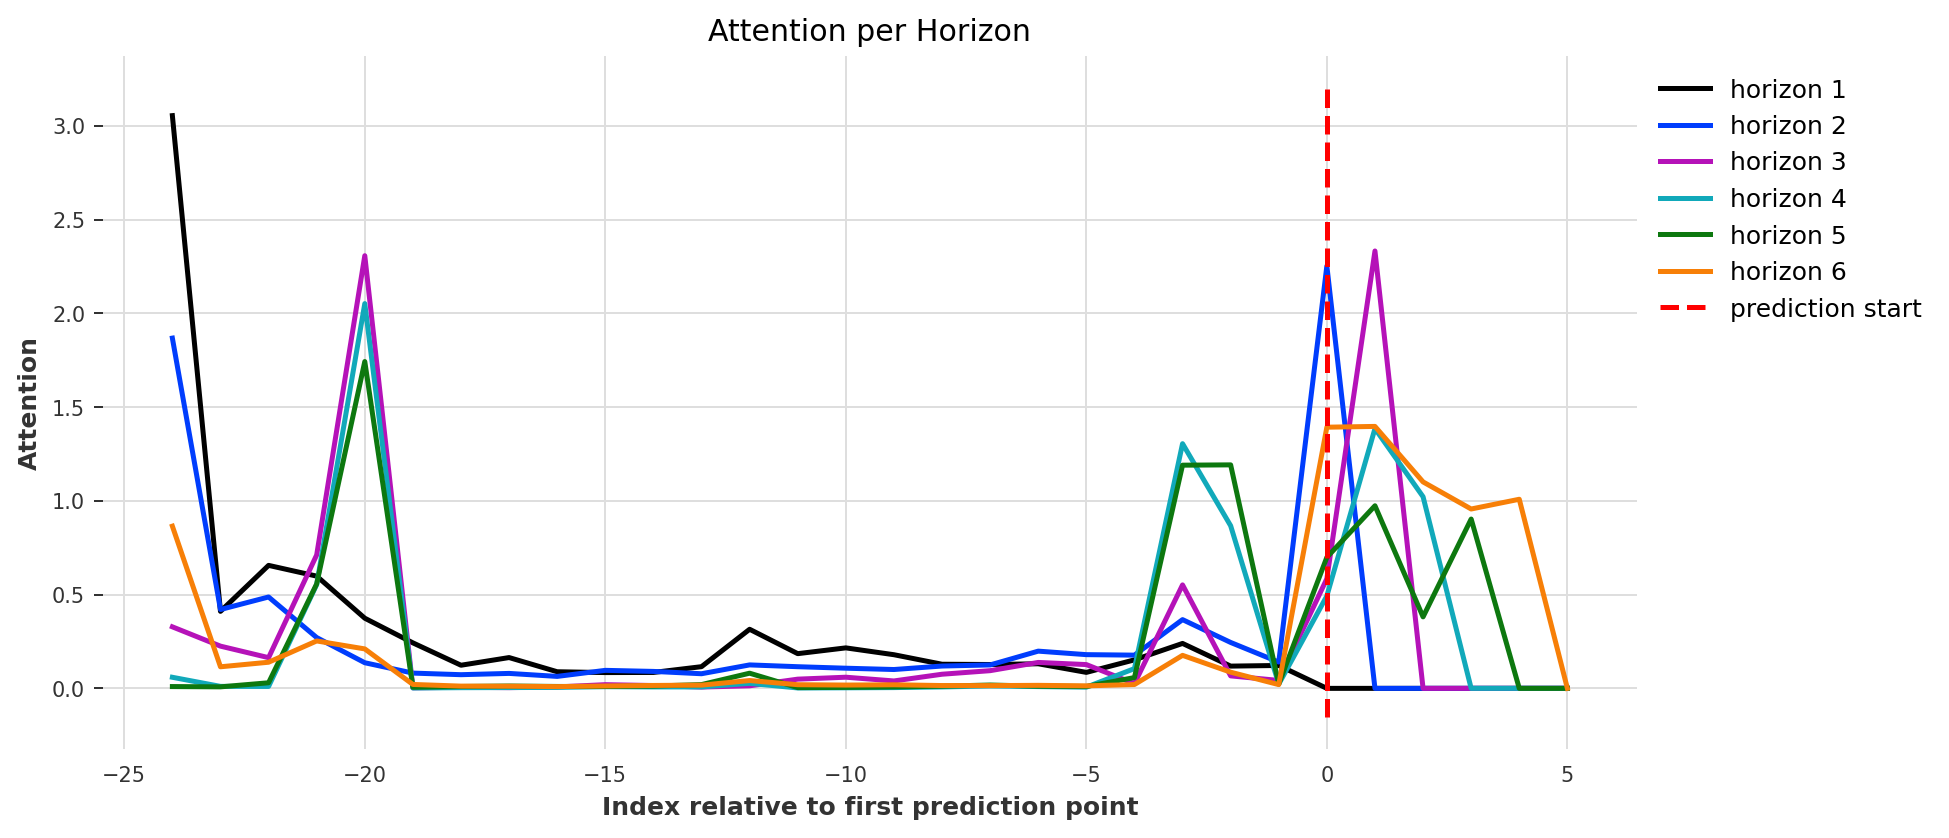 Attention per Horizon
3.0
2.5
2.0
1.5
1.0
0.5
0.0
Attention
−25
−20
−15
−10
−5
0
5
Index relative to first prediction point
horizon 1
horizon 2
horizon 3
horizon 4
horizon 5
horizon 6
prediction start